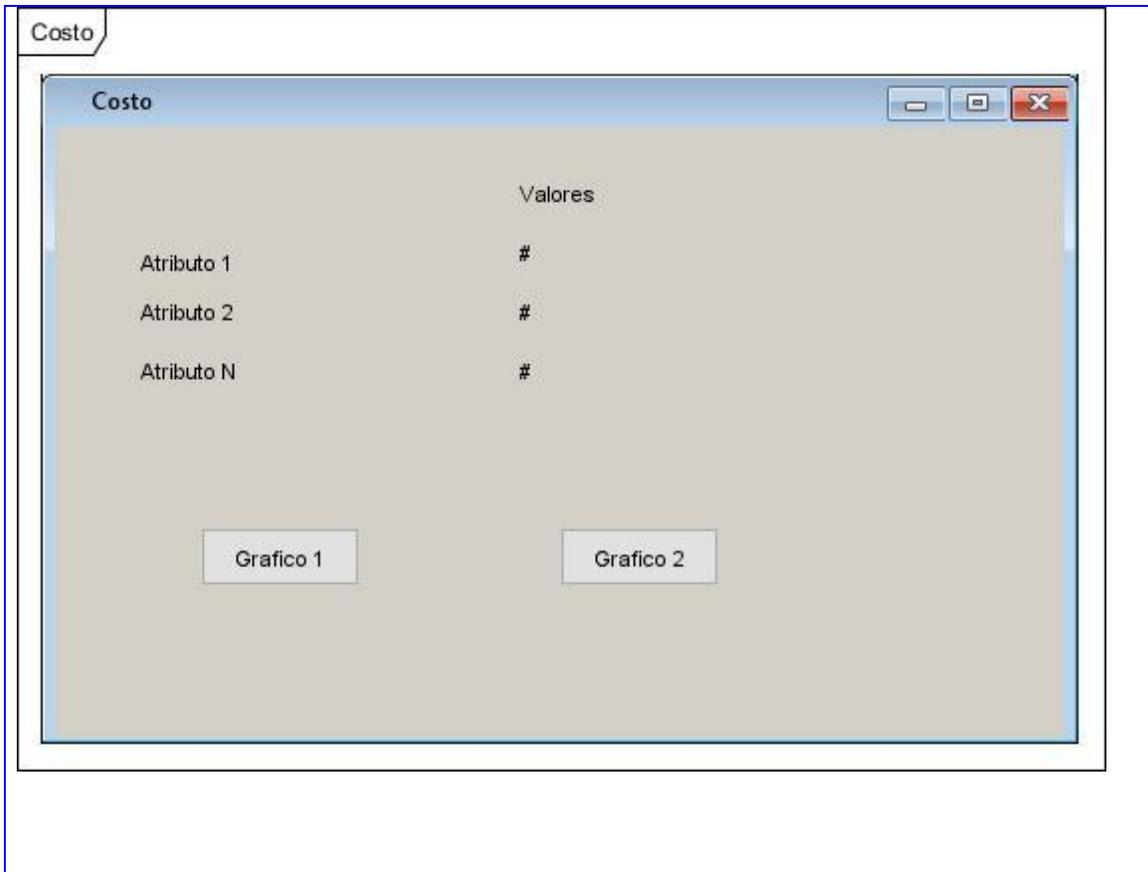 Costo
Costo
Valores
Atributo 1 #
Atributo 2 #
Atributo N #
Grafico 1 Grafico 2